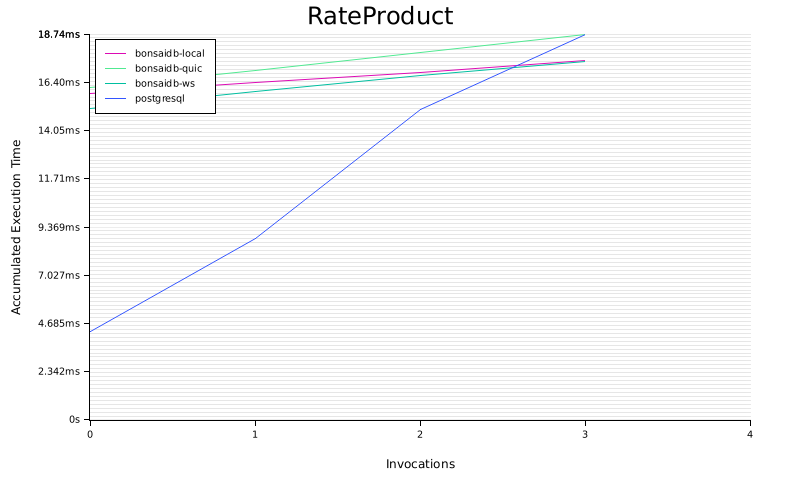 RateProduct
18.74ms
bonsaidb-local
bonsaidb-quic
bonsaidb-ws
postgresql
16.40ms
14.05ms
11.71ms
9.369ms
7.027ms
4.685ms
2.342ms
0s
Accumulated Execution Time
0 1 2 3 4
Invocations